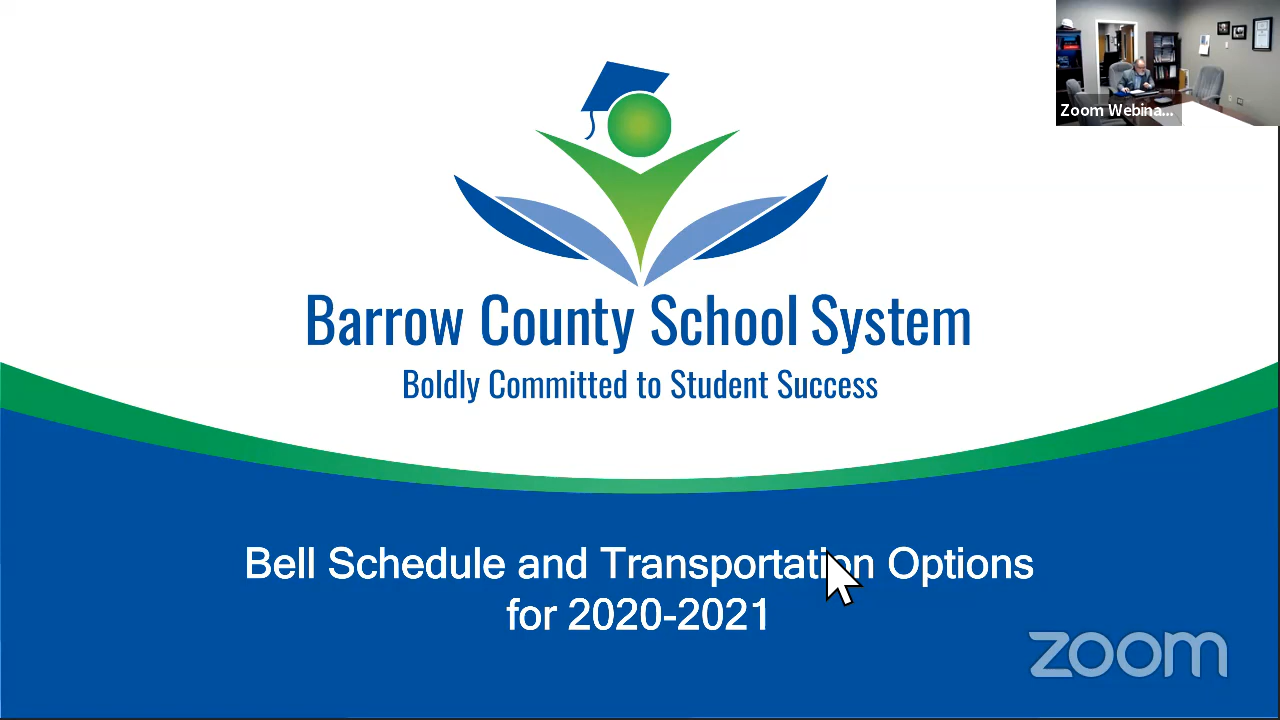 Zoom Webina...
Barrow County School System
Boldly Committed to Student Success
Bell Schedule and Transportation Options
for 2020-2021
zoom